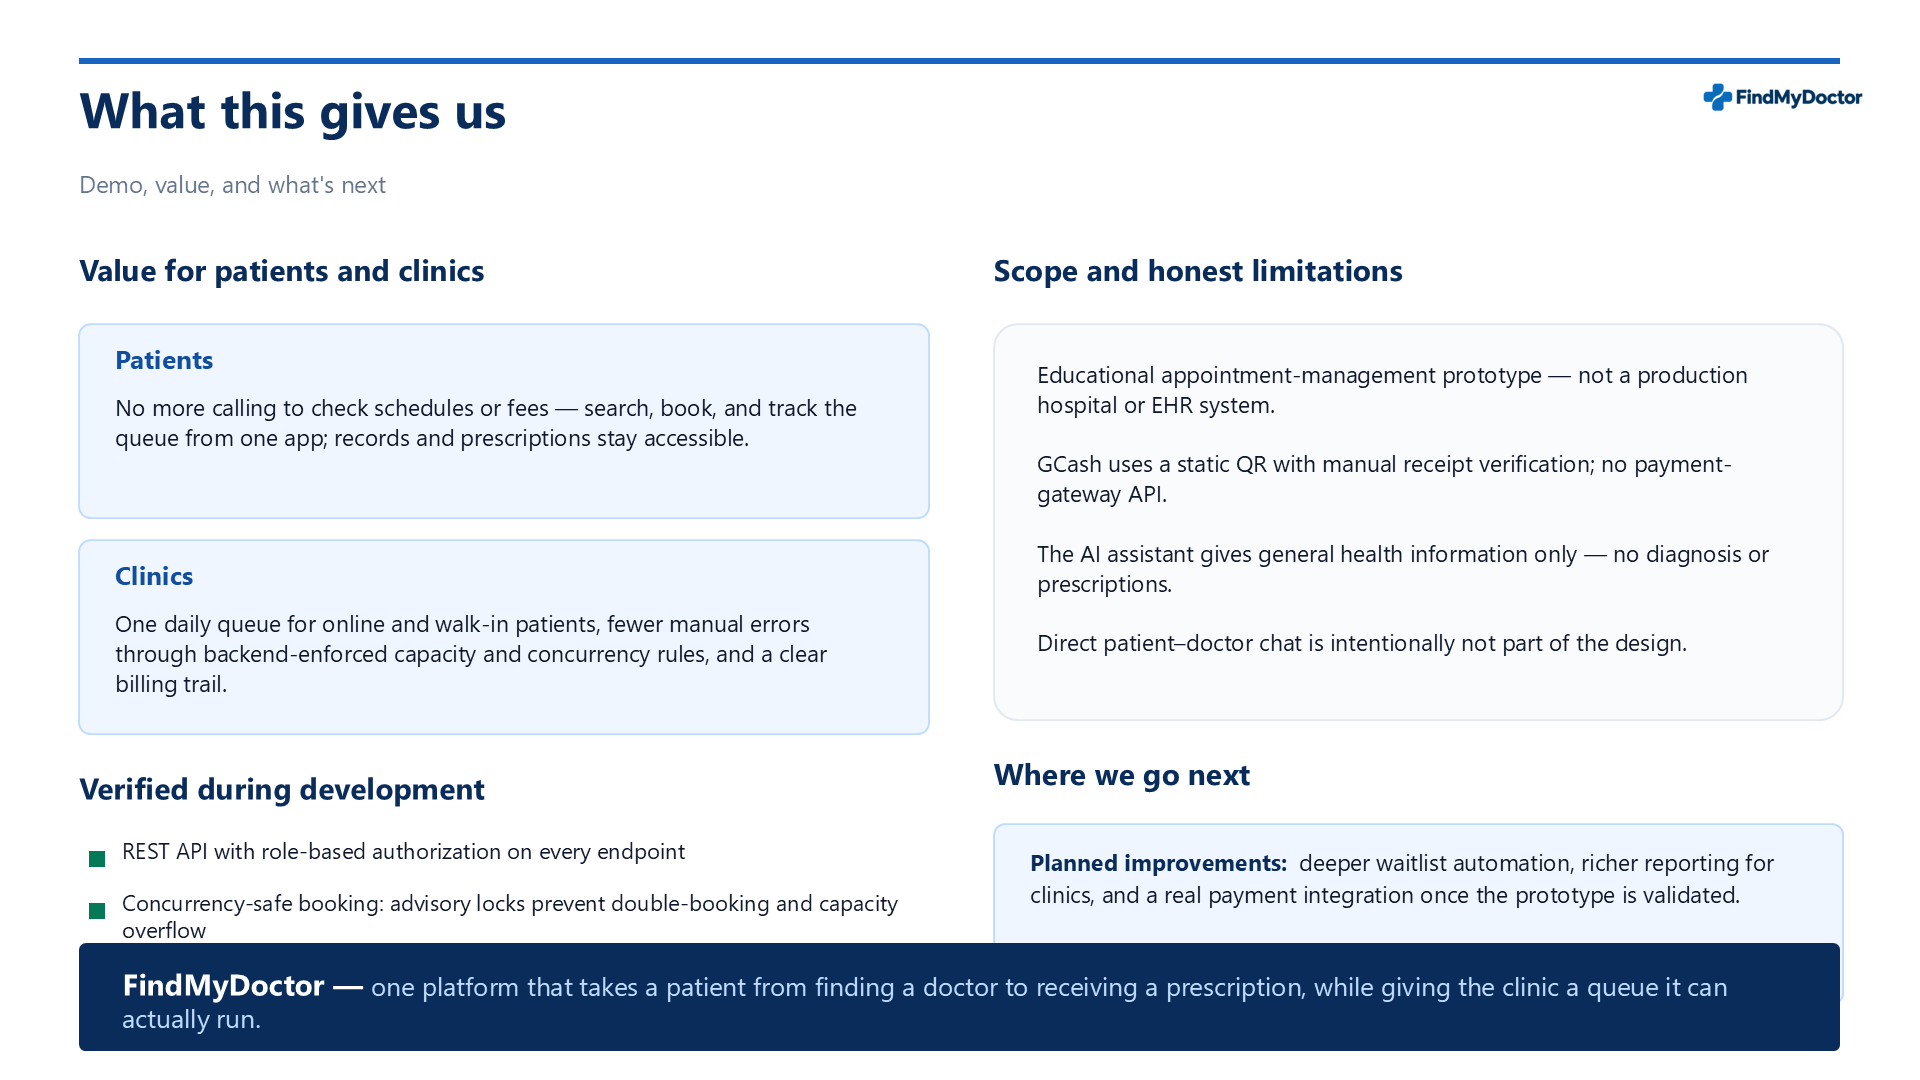 What this gives us
FindMyDoctor
Demo, value, and what's next
Value for patients and clinics
Patients
No more calling to check schedules or fees — search, book, and track the
queue from one app; records and prescriptions stay accessible.
Clinics
One daily queue for online and walk-in patients, fewer manual errors
through backend-enforced capacity and concurrency rules, and a clear
billing trail.
Verified during development
REST API with role-based authorization on every endpoint
Concurrency-safe booking: advisory locks prevent double-booking and capacity
overflow
Scope and honest limitations
Educational appointment-management prototype — not a production
hospital or EHR system.
GCash uses a static QR with manual receipt verification; no payment-
gateway API.
The AI assistant gives general health information only — no diagnosis or
prescriptions.
Direct patient–doctor chat is intentionally not part of the design.
Where we go next
Planned improvements: deeper waitlist automation, richer reporting for
clinics, and a real payment integration once the prototype is validated.
FindMyDoctor — one platform that takes a patient from finding a doctor to receiving a prescription, while giving the clinic a queue it can
actually run.